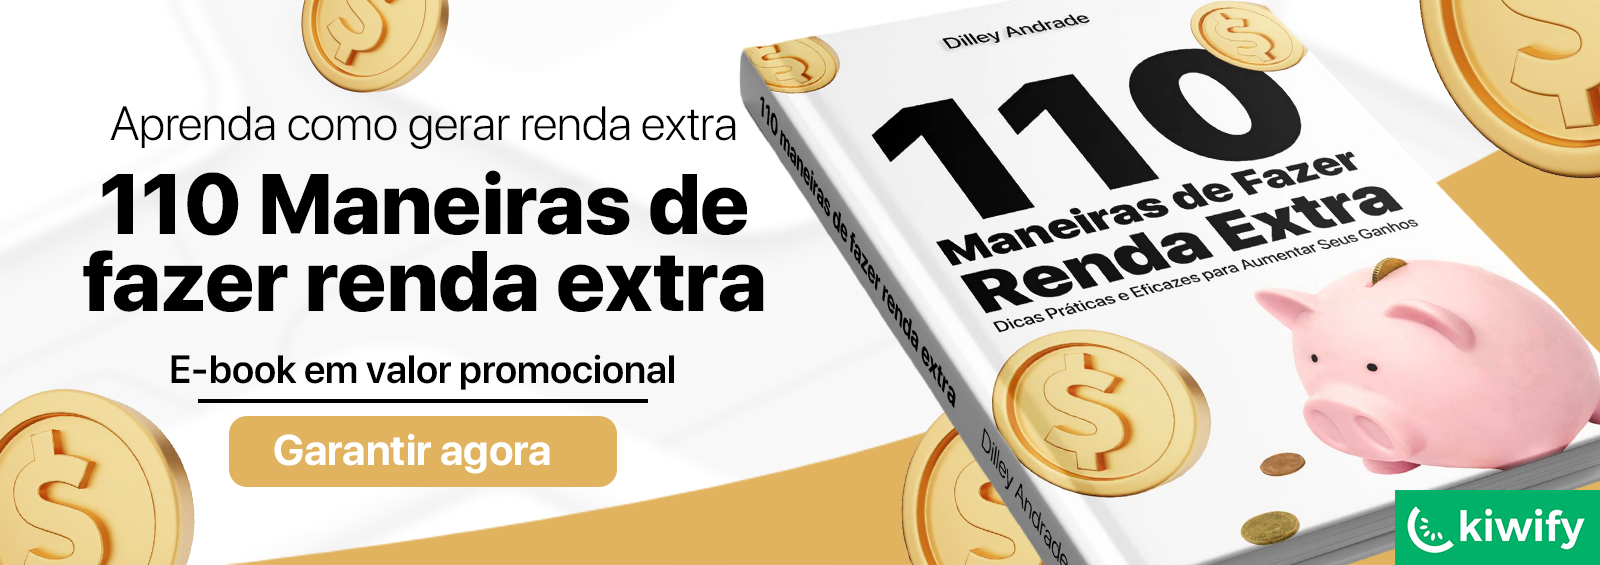 Aprenda como gerar renda extra
110 Maneiras de
fazer renda extra
E-book em valor promocional
Garantir agora
Dilley Andrade
110
Maneiras de Fazer
Renda Extra
Dicas Práticas e Eficazes para Aumentar Seus Ganhos
110 maneiras de fazer renda extra
Dilley Andrade
kiwify